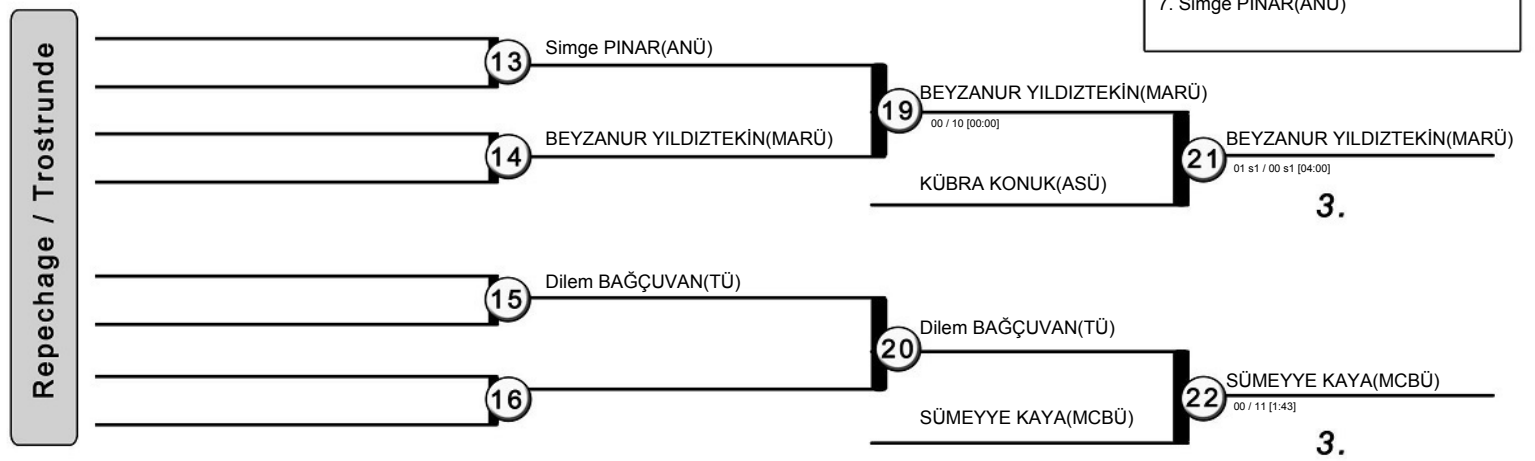 7. Simge PINAR(ANÜ)
Repechage / Trostrunde
13
Simge PINAR(ANÜ)
14
BEYZANUR YILDIZTEKİN(MARÜ)
19
BEYZANUR YILDIZTEKİN(MARÜ)
00 / 10 [00:00]
KÜBRA KONUK(ASÜ)
21
BEYZANUR YILDIZTEKİN(MARÜ)
01 s1 / 00 s1 [04:00]
3.
15
Dilem BAĞÇUVAN(TÜ)
16
20
Dilem BAĞÇUVAN(TÜ)
SÜMEYYE KAYA(MCBÜ)
22
SÜMEYYE KAYA(MCBÜ)
00 / 11 [1:43]
3.